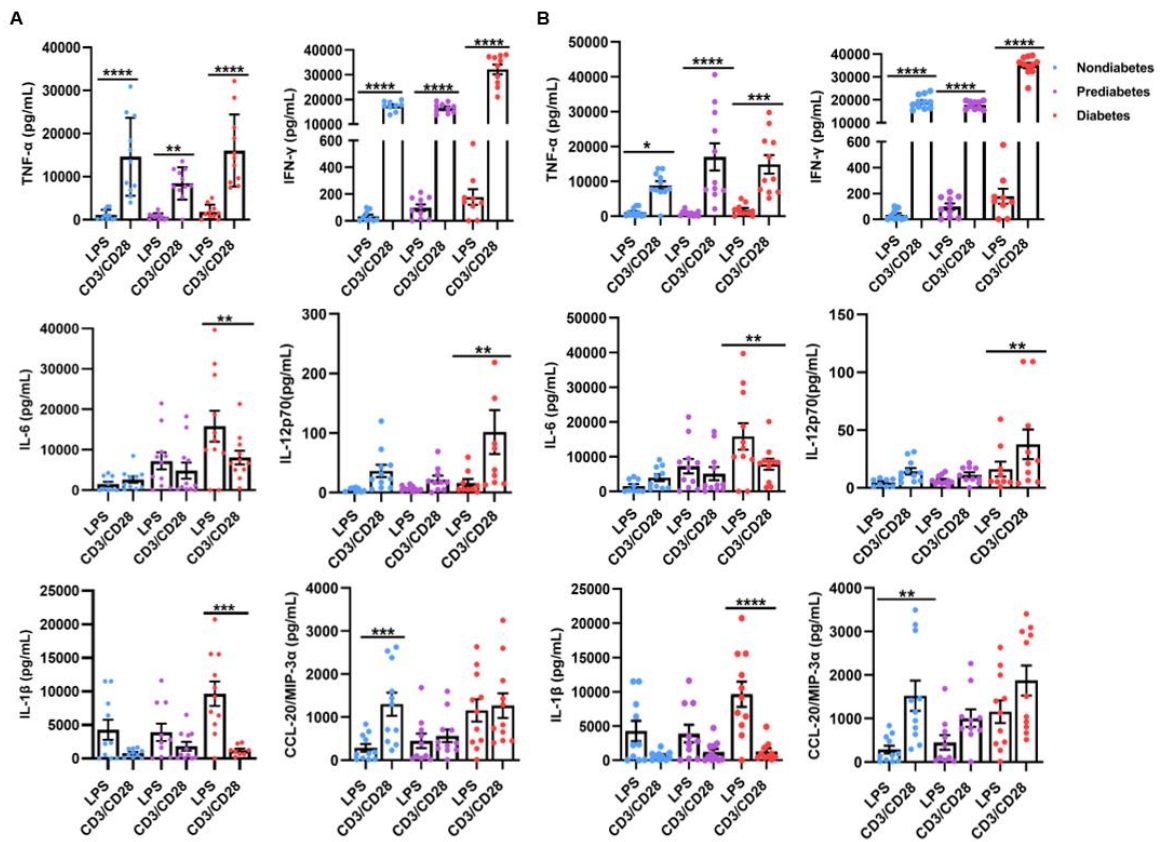 A
B
TNF-α (pg/mL)
40000
30000
20000
10000
0
****
**
****
LPS
CD3/CD28
LPS
CD3/CD28
LPS
CD3/CD28
IFN-γ (pg/mL)
40000
30000
20000
10000
600
400
200
0
****
****
****
LPS
CD3/CD28
LPS
CD3/CD28
LPS
CD3/CD28
TNF-α (pg/mL)
50000
40000
30000
20000
10000
0
*
****
***
LPS
CD3/CD28
LPS
CD3/CD28
LPS
CD3/CD28
IFN-γ (pg/mL)
40000
30000
20000
10000
600
400
200
0
****
****
****
LPS
CD3/CD28
LPS
CD3/CD28
LPS
CD3/CD28
Nondiabetes
Prediabetes
Diabetes
IL-6 (pg/mL)
40000
30000
20000
10000
0
**
LPS
CD3/CD28
LPS
CD3/CD28
LPS
CD3/CD28
IL-12p70(pg/mL)
300
200
100
0
**
LPS
CD3/CD28
LPS
CD3/CD28
LPS
CD3/CD28
IL-6 (pg/mL)
50000
40000
30000
20000
10000
0
**
LPS
CD3/CD28
LPS
CD3/CD28
LPS
CD3/CD28
IL-12p70(pg/mL)
150
100
50
0
**
LPS
CD3/CD28
LPS
CD3/CD28
LPS
CD3/CD28
IL-1β (pg/mL)
25000
20000
15000
10000
5000
0
***
LPS
CD3/CD28
LPS
CD3/CD28
LPS
CD3/CD28
CCL-20/MIP-3α (pg/mL)
4000
3000
2000
1000
0
***
LPS
CD3/CD28
LPS
CD3/CD28
LPS
CD3/CD28
IL-1β (pg/mL)
25000
20000
15000
10000
5000
0
****
LPS
CD3/CD28
LPS
CD3/CD28
LPS
CD3/CD28
CCL-20/MIP-3α (pg/mL)
4000
3000
2000
1000
0
**
LPS
CD3/CD28
LPS
CD3/CD28
LPS
CD3/CD28